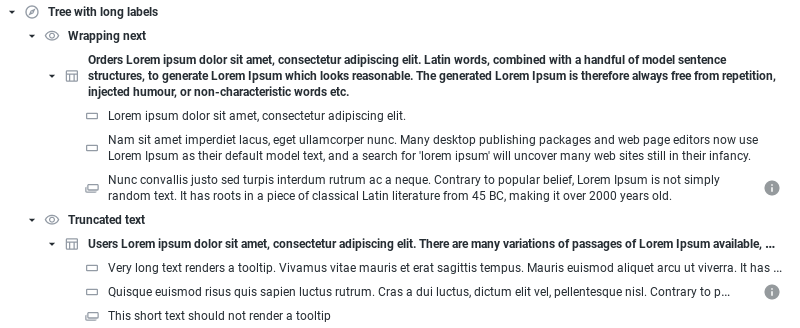 Tree with long labels
Wrapping next
Orders Lorem ipsum dolor sit amet, consectetur adipiscing elit. Latin words, combined with a handful of model sentence
structures, to generate Lorem Ipsum which looks reasonable. The generated Lorem Ipsum is therefore always free from repetition,
injected humour, or non-characteristic words etc.
Lorem ipsum dolor sit amet, consectetur adipiscing elit.
Nam sit amet imperdiet lacus, eget ullamcorper nunc. Many desktop publishing packages and web page editors now use
Lorem Ipsum as their default model text, and a search for 'lorem ipsum' will uncover many web sites still in their infancy.
Nunc convallis justo sed turpis interdum rutrum ac a neque. Contrary to popular belief, Lorem Ipsum is not simply
random text. It has roots in a piece of classical Latin literature from 45 BC, making it over 2000 years old.
Truncated text
Users Lorem ipsum dolor sit amet, consectetur adipiscing elit. There are many variations of passages of Lorem Ipsum available, ...
Very long text renders a tooltip. Vivamus vitae mauris et erat sagittis tempus. Mauris euismod aliquet arcu ut viverra. It has ...
Quisque euismod risus quis sapien luctus rutrum. Cras a dui luctus, dictum elit vel, pellentesque nisl. Contrary to p...
This short text should not render a tooltip